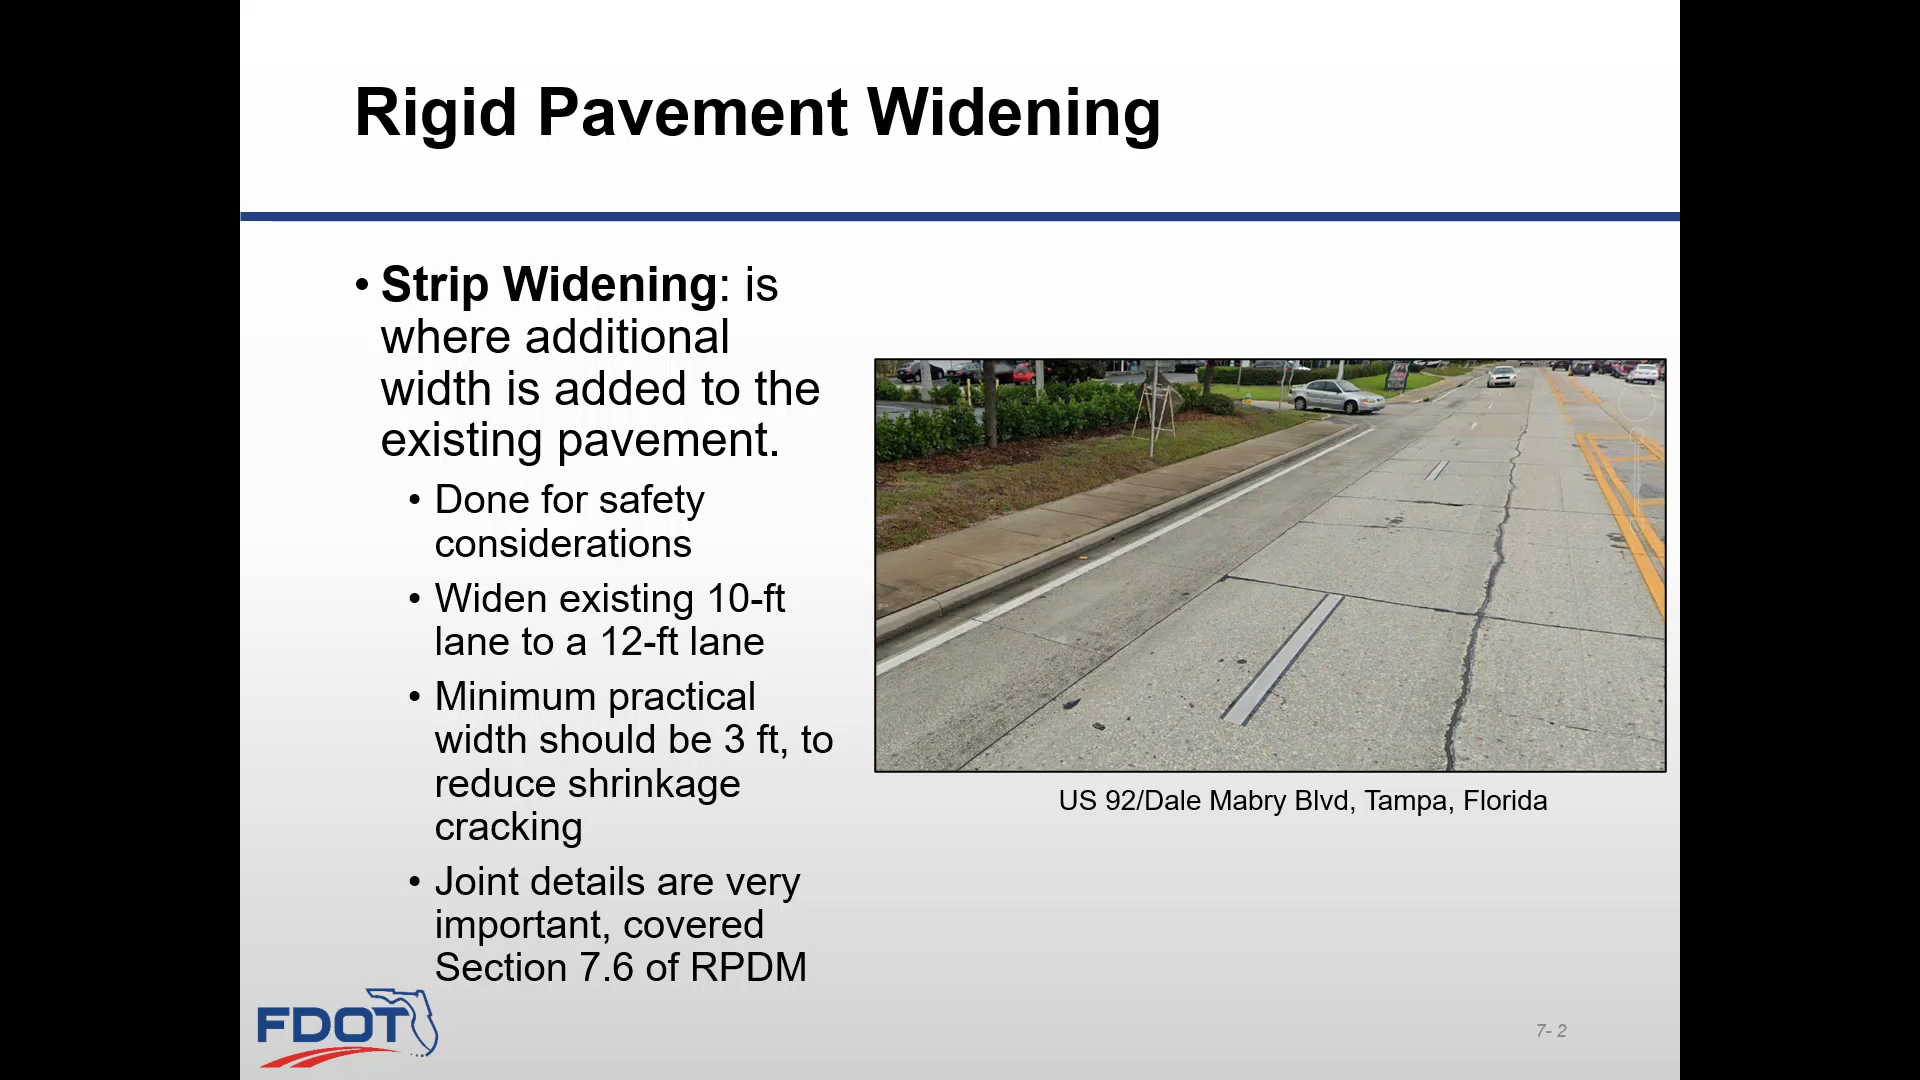 Rigid Pavement Widening
• Strip Widening: is
where additional
width is added to the
existing pavement.
• Done for safety
considerations
• Widen existing 10-ft
lane to a 12-ft lane
• Minimum practical
width should be 3 ft, to
reduce shrinkage
cracking
• Joint details are very
important, covered
Section 7.6 of RPDM
US 92/Dale Mabry Blvd, Tampa, Florida
FDOT
7- 2